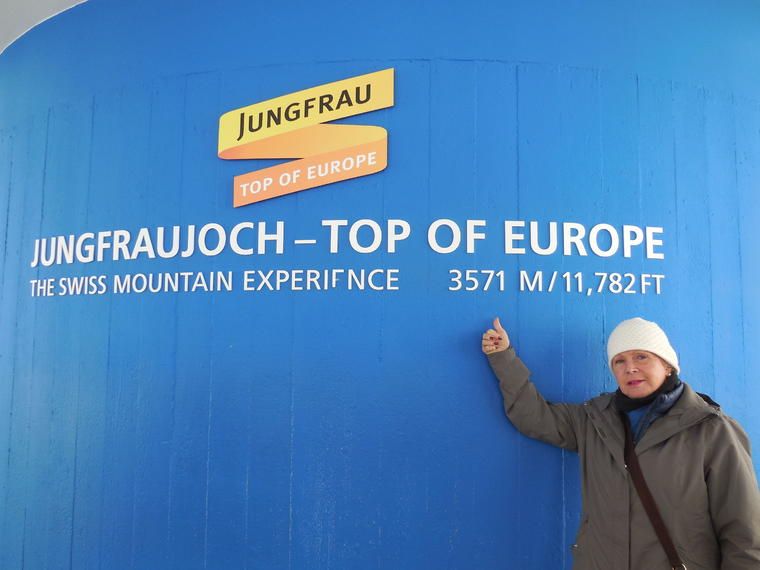 JUNGFRAU
TOP OF EUROPE
JUNGFRAUJOCH – TOP OF EUROPE
THE SWISS MOUNTAIN EXPERIENCE 3571 M / 11,782 FT